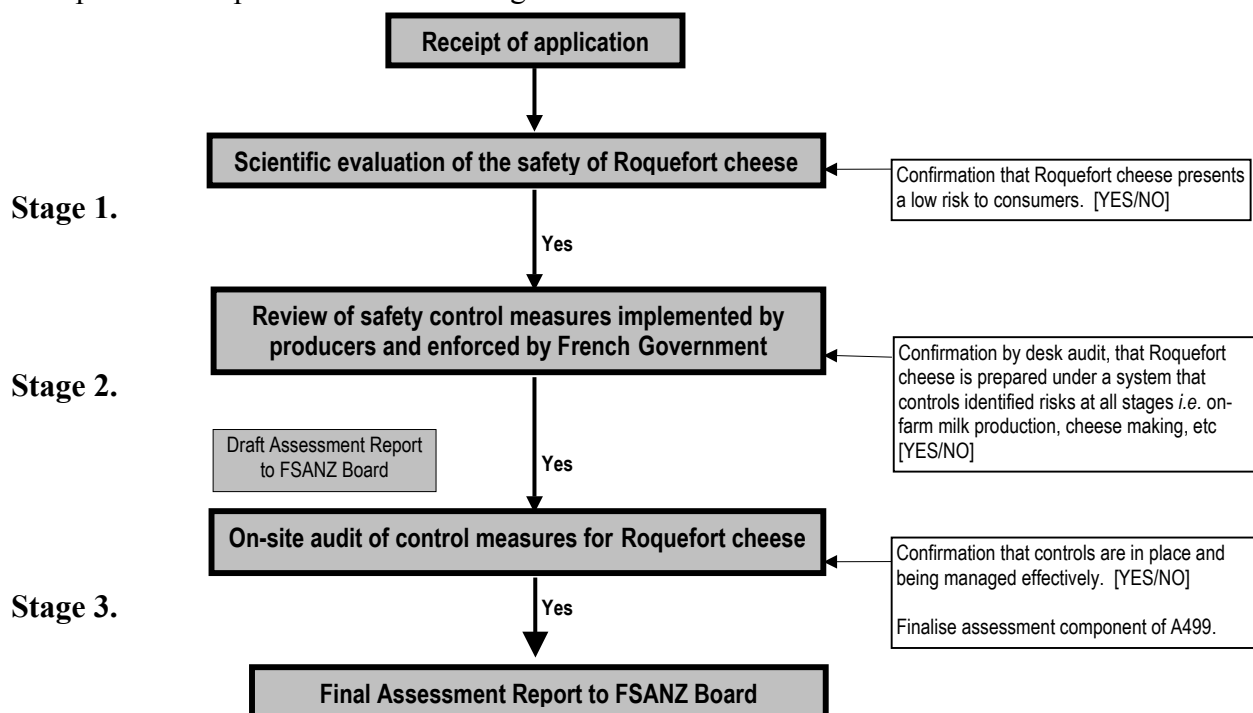 Receipt of application
Scientific evaluation of the safety of Roquefort cheese
Confirmation that Roquefort cheese presents
a low risk to consumers.  [YES/NO]
Stage 1.
Yes
Review of safety control measures implemented by
producers and enforced by French Government
Confirmation by desk audit, that Roquefort
cheese is prepared under a system that
controls identified risks at all stages i.e. on-
farm milk production, cheese making, etc
[YES/NO]
Stage 2.
Draft Assessment Report
to FSANZ Board
Yes
On-site audit of control measures for Roquefort cheese
Confirmation that controls are in place and
being managed effectively.  [YES/NO]
Finalise assessment component of A499.
Stage 3.
Yes
Final Assessment Report to FSANZ Board